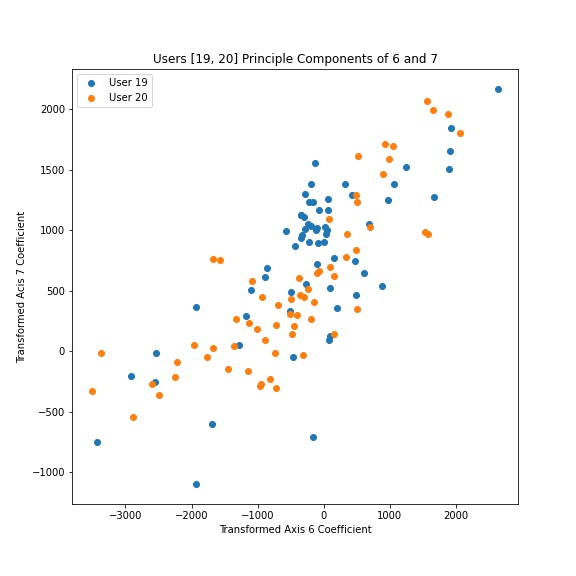 Users [19, 20] Principle Components of 6 and 7
User 19
User 20
Transformed Acis 7 Coefficient
2000
1500
1000
500
0
−500
−1000
−3000 −2000 −1000 0 1000 2000
Transformed Axis 6 Coefficient